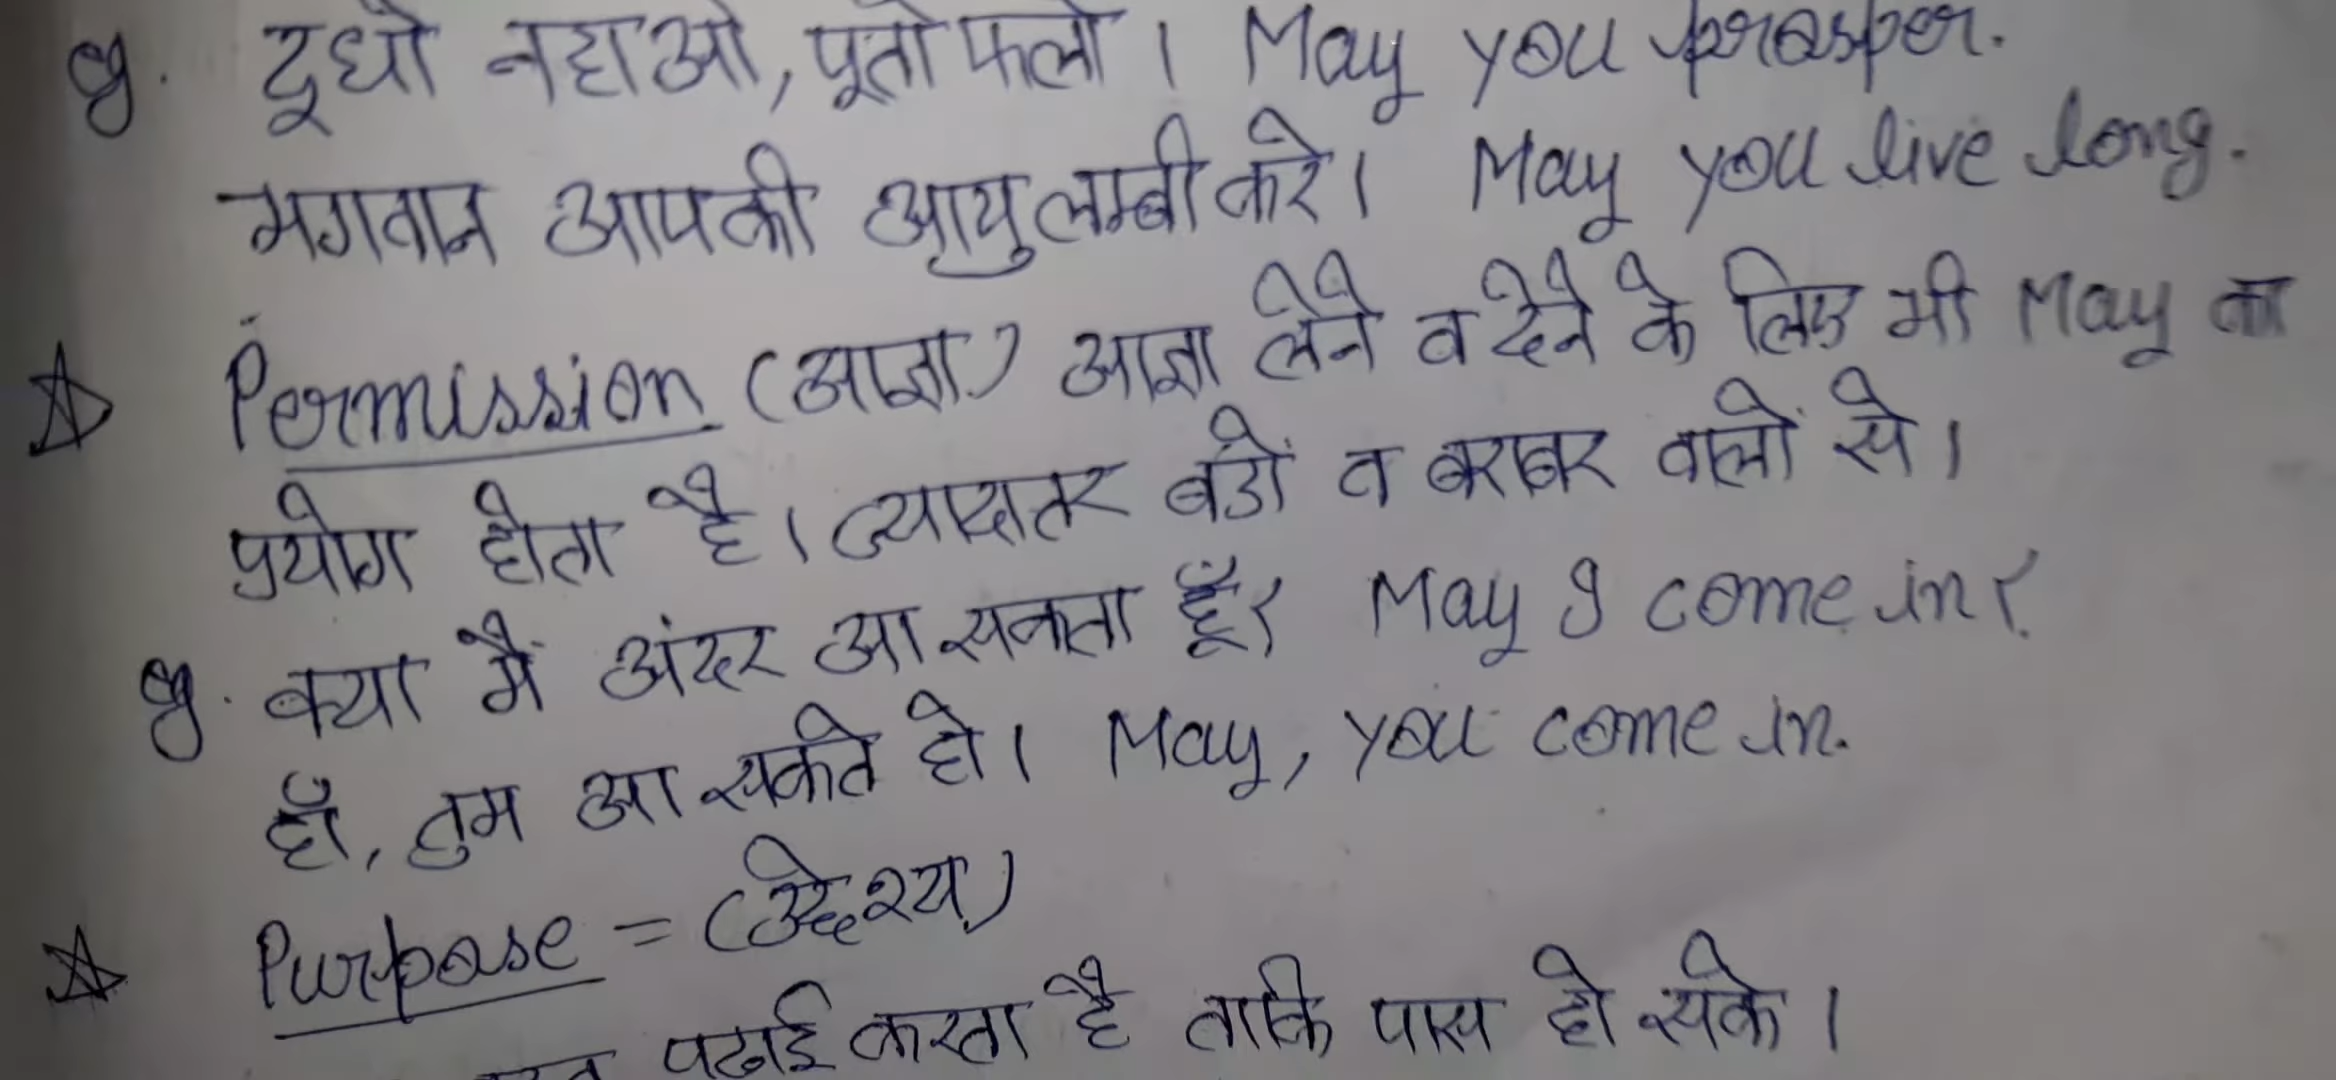 eg. दूधो नहाओ, पूतो फलो । May you prosper.
भगवान आपकी आयु लम्बी करे । May you live long.
Permission (आज्ञा) आज्ञा लेने व देने के लिए भी May का
प्रयोग होता है । ज्यादातर बडों व बराबर वालों से ।
eg. क्या मैं अंदर आ सकता हूँ? May I come in?
हाँ, तुम आ सकते हो । May, you come in.
Purpose = (उद्देश्य)
पढाई करता है ताकि पास हो सके ।